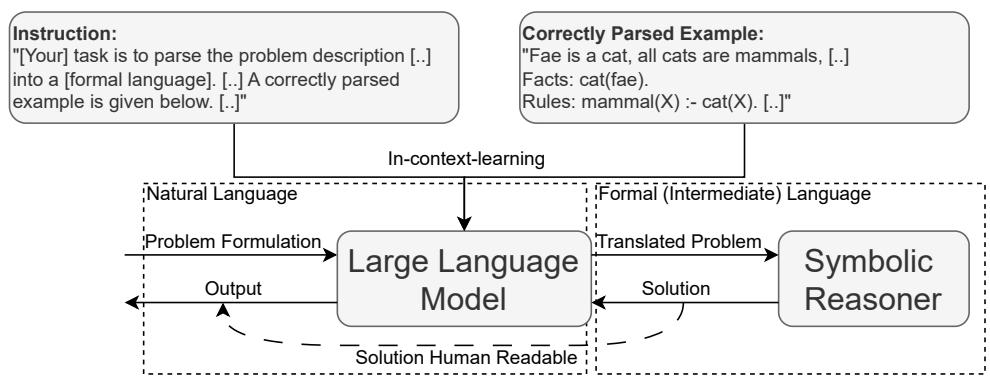 Instruction:
"[Your] task is to parse the problem description [..]
into a [formal language]. [..] A correctly parsed
example is given below. [..]"
Correctly Parsed Example:
"Fae is a cat, all cats are mammals, [..]
Facts: cat(fae).
Rules: mammal(X) :- cat(X). [..]"
In-context-learning
Natural Language
Formal (Intermediate) Language
Problem Formulation
Large Language
Model
Translated Problem
Symbolic
Reasoner
Output
Solution
Solution Human Readable